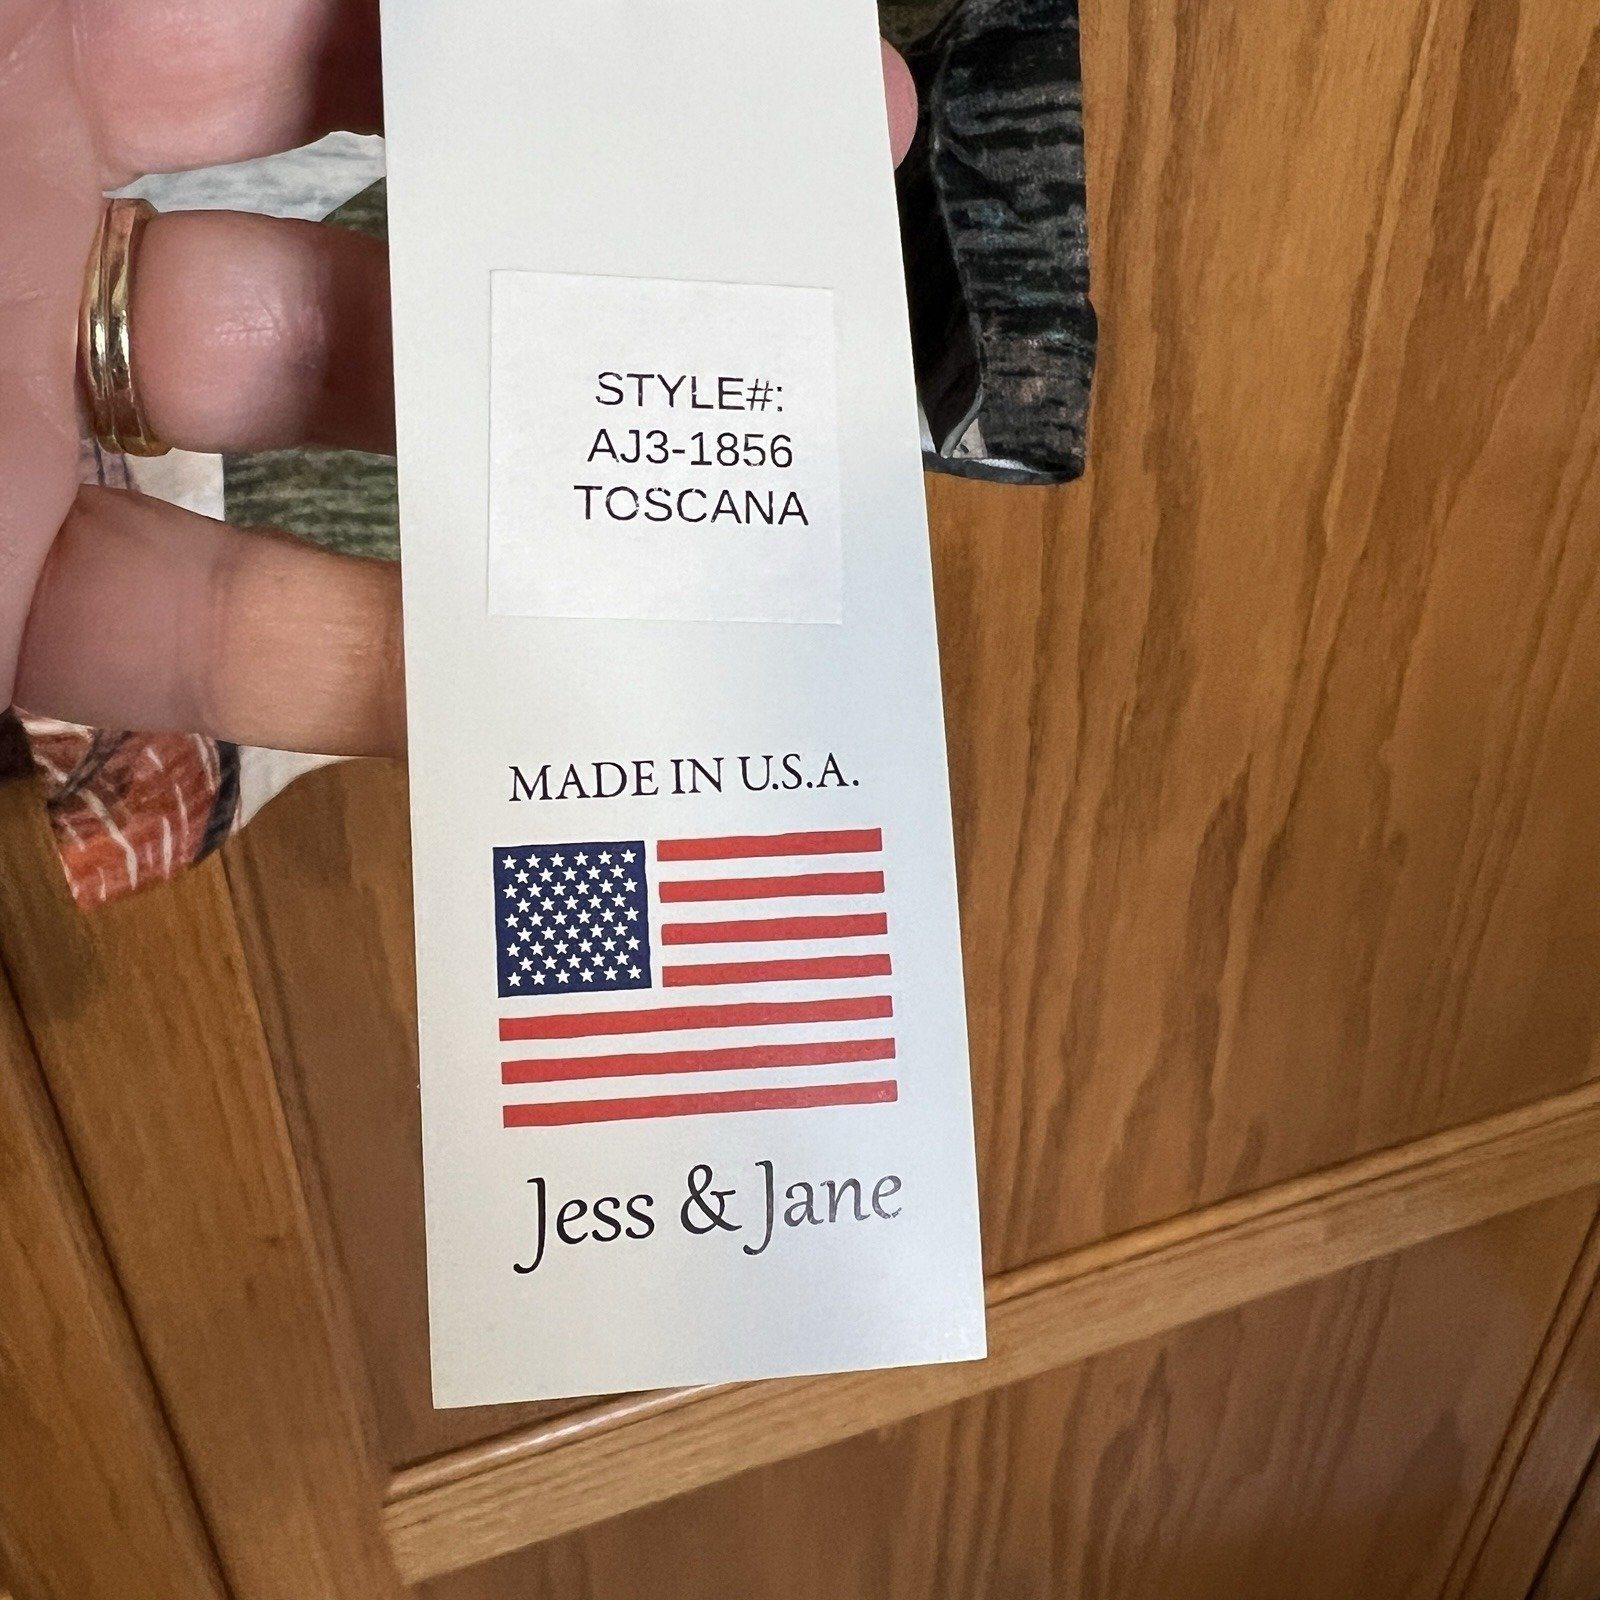 STYLE#:
AJ3-1856
TOSCANA
MADE IN U.S.A.
Jess & Jane